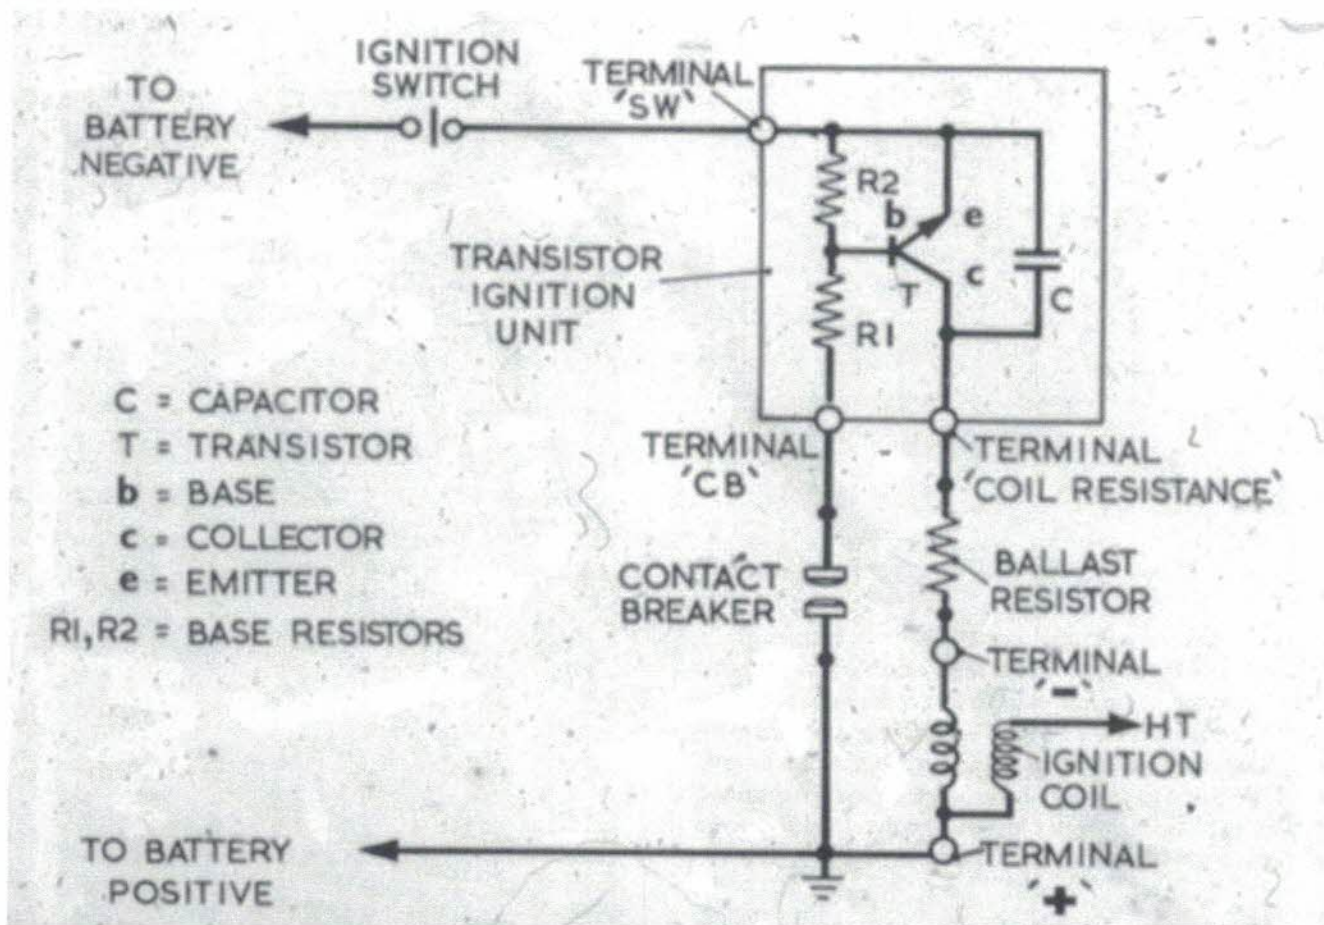 IGNITION
SWITCH
TERMINAL
'SW'
TO
BATTERY
NEGATIVE
R2
b
e
TRANSISTOR
IGNITION
UNIT
T
c
C
R1
C = CAPACITOR
T = TRANSISTOR
b = BASE
c = COLLECTOR
e = EMITTER
R1,R2 = BASE RESISTORS
TERMINAL
'CB'
TERMINAL
'COIL RESISTANCE'
CONTACT
BREAKER
BALLAST
RESISTOR
TERMINAL
'-'
HT
IGNITION
COIL
TO BATTERY
POSITIVE
TERMINAL
'+'